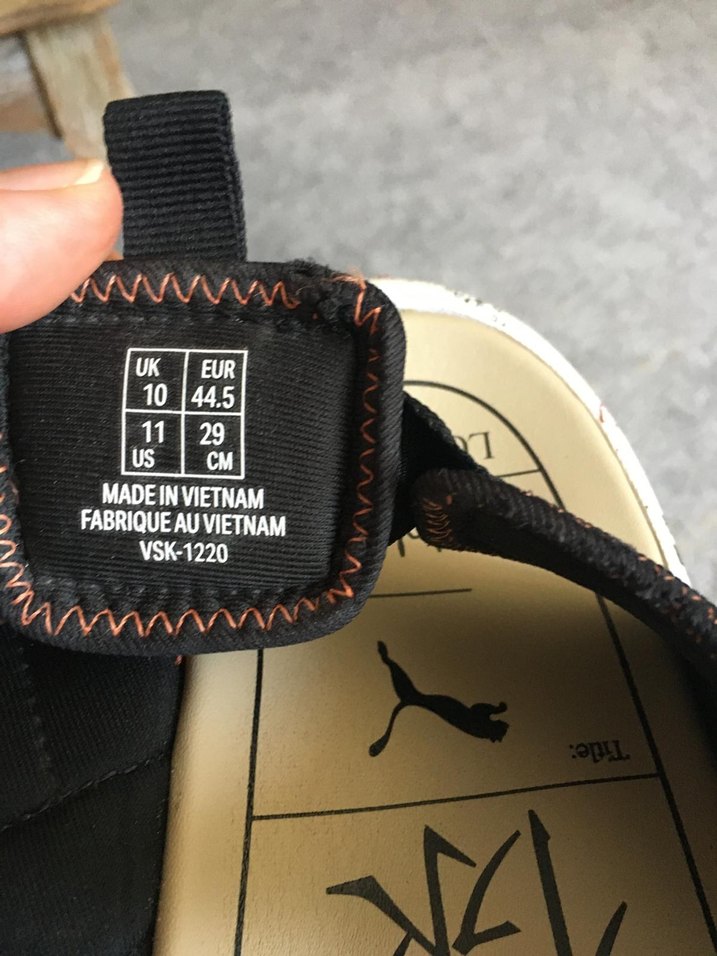 UK EUR
10 44.5
11 29
US CM
MADE IN VIETNAM
FABRIQUE AU VIETNAM
VSK-1220
Title: